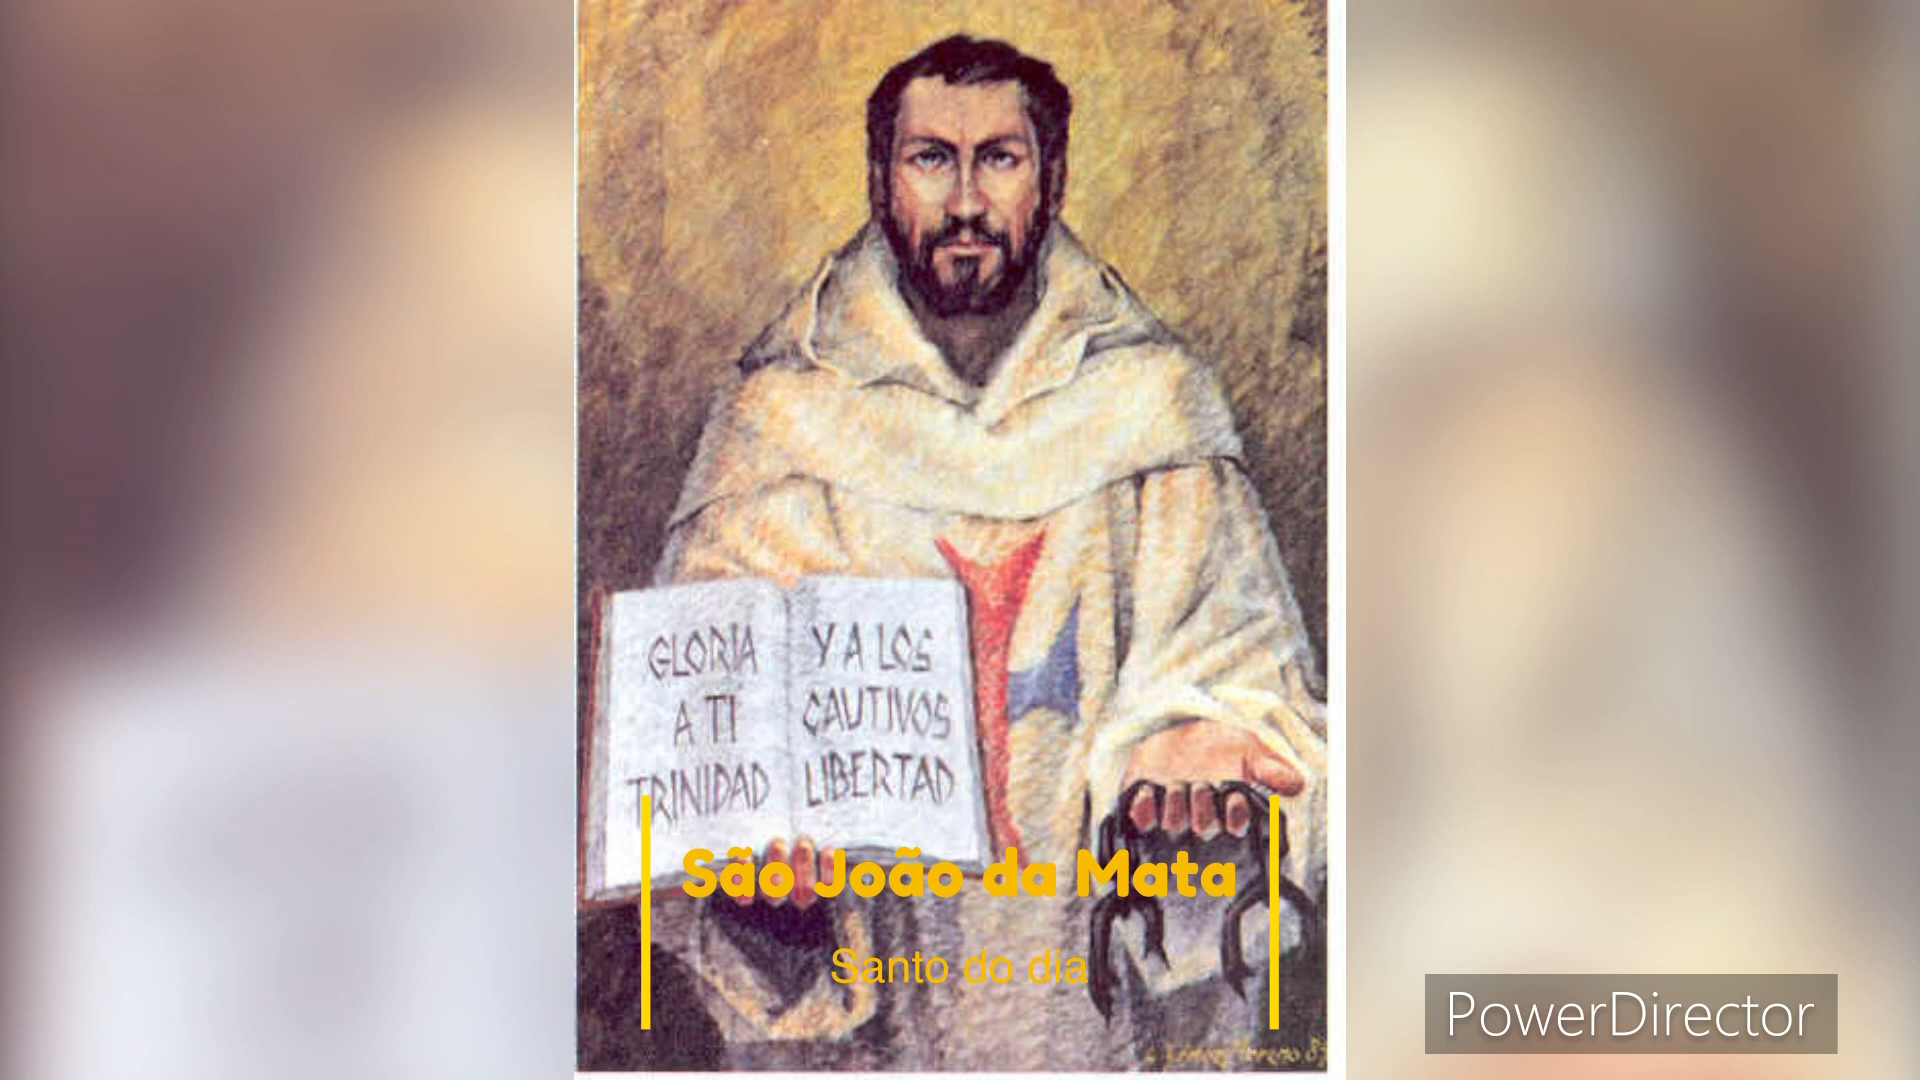 GLORIA
A TI
TRINIDAD
Y A LOS
CAUTIVOS
LIBERTAD
São João da Mata
Santo do dia
PowerDirector